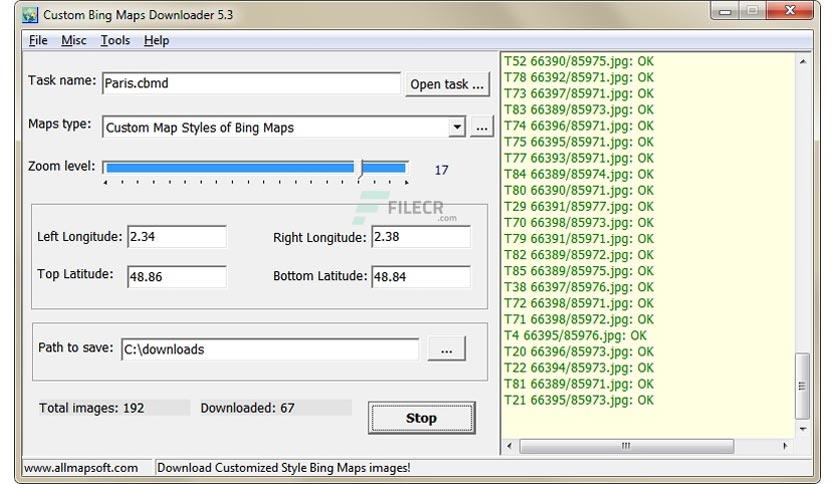 Custom Bing Maps Downloader 5.3
File Misc Tools Help
Task name: Paris.cbmd Open task ...
Maps type: Custom Map Styles of Bing Maps ...
Zoom level: 17
FILECR
.com
Left Longitude: 2.34 Right Longitude: 2.38
Top Latitude: 48.86 Bottom Latitude: 48.84
Path to save: C:\downloads ...
Total images: 192 Downloaded: 67 Stop
T52 66390/85975.jpg: OK
T78 66392/85971.jpg: OK
T73 66397/85971.jpg: OK
T83 66389/85973.jpg: OK
T74 66396/85971.jpg: OK
T75 66395/85971.jpg: OK
T77 66393/85971.jpg: OK
T84 66389/85974.jpg: OK
T80 66390/85971.jpg: OK
T29 66391/85977.jpg: OK
T70 66398/85973.jpg: OK
T79 66391/85971.jpg: OK
T82 66389/85972.jpg: OK
T85 66389/85975.jpg: OK
T38 66397/85976.jpg: OK
T72 66398/85971.jpg: OK
T71 66398/85972.jpg: OK
T4 66395/85976.jpg: OK
T20 66396/85973.jpg: OK
T22 66394/85973.jpg: OK
T81 66389/85971.jpg: OK
T21 66395/85973.jpg: OK
www.allmapsoft.com Download Customized Style Bing Maps images!